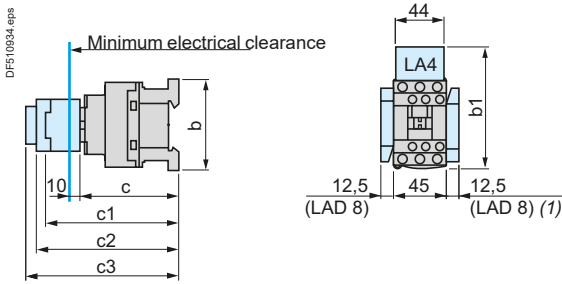 DF510934.eps
Minimum electrical clearance
b
10
c
c1
c2
c3
44
LA4
b1
12,5 45 12,5
(LAD 8) (LAD 8) (1)